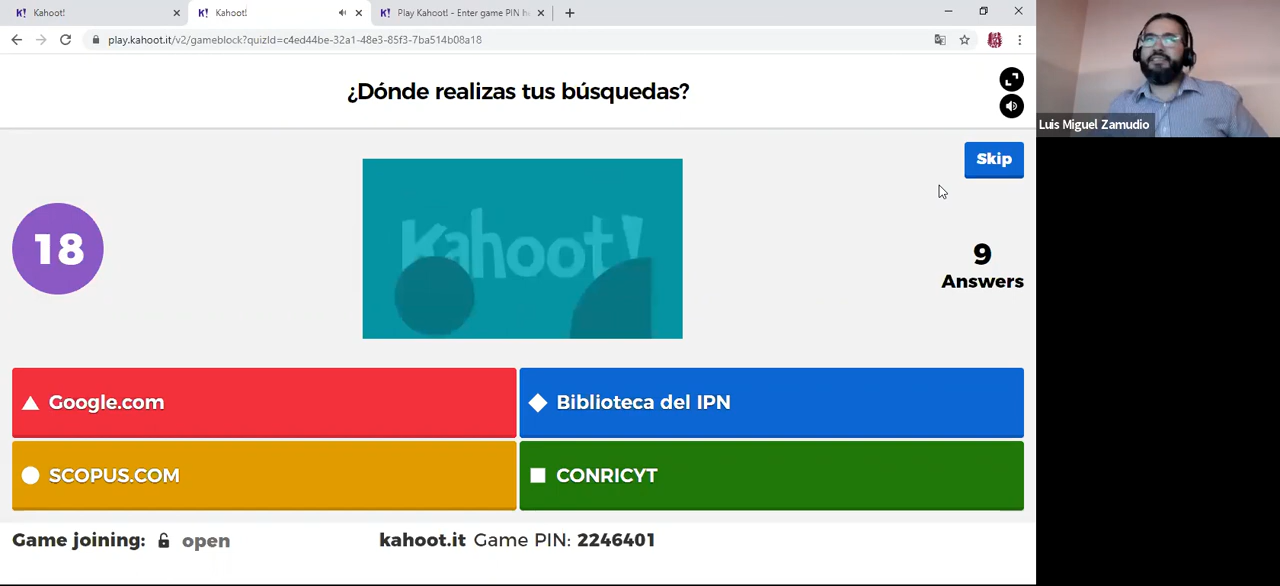 Kahoot!
Kahoot!
Play Kahoot! - Enter game PIN h
play.kahoot.it/v2/gameblock?quizId=c4ed44be-32a1-48e3-85f3-7ba514b08a18
¿Dónde realizas tus búsquedas?
Luis Miguel Zamudio
Skip
18
Kahoot!
9
Answers
Google.com
Biblioteca del IPN
SCOPUS.COM
CONRICYT
Game joining: open
kahoot.it Game PIN: 2246401